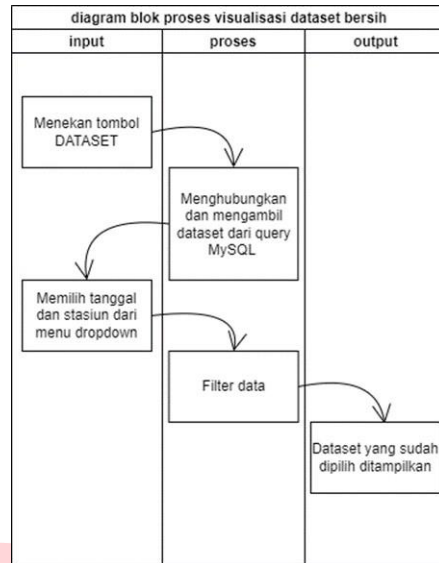 diagram blok proses visualisasi dataset bersih
input
proses
output
Menekan tombol
DATASET
Menghubungkan
dan mengambil
dataset dari query
MySQL
Memilih tanggal
dan stasiun dari
menu dropdown
Filter data
Dataset yang sudah
dipilih ditampilkan